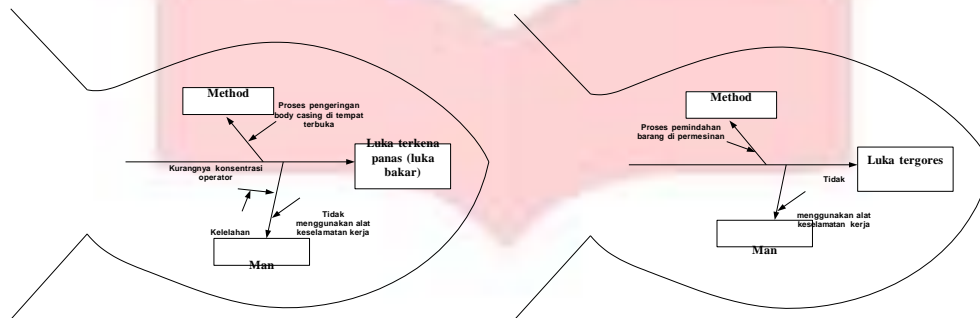 Method
Proses pengeringan
body casing di tempat
terbuka
Luka terkena
panas (luka
bakar)
Kurangnya konsentrasi
operator
Tidak
menggunakan alat
keselamatan kerja
Kelelahan
Man
Method
Proses pemindahan
barang di permesinan
Luka tergores
Tidak
menggunakan alat
keselamatan kerja
Man